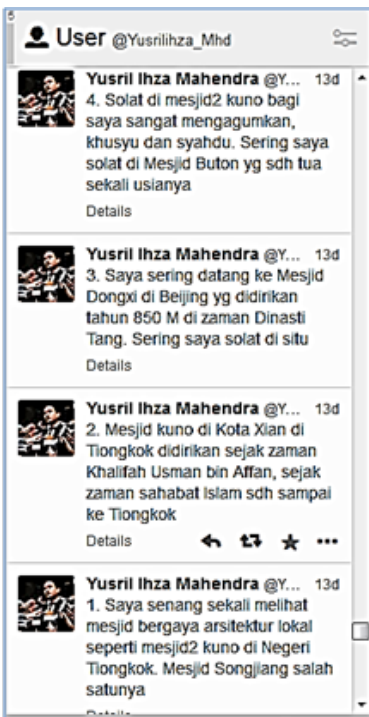 6
User @Yusrilihza_Mhd
Yusril Ihza Mahendra @Y... 13d
4. Solat di mesjid2 kuno bagi
saya sangat mengagumkan,
khusyu dan syahdu. Sering saya
solat di Mesjid Buton yg sdh tua
sekali usianya
Details
Yusril Ihza Mahendra @Y... 13d
3. Saya sering datang ke Mesjid
Dongxi di Beijing yg didirikan
tahun 850 M di zaman Dinasti
Tang. Sering saya solat di situ
Details
Yusril Ihza Mahendra @Y... 13d
2. Mesjid kuno di Kota Xian di
Tiongkok didirikan sejak zaman
Khalifah Usman bin Affan, sejak
zaman sahabat Islam sdh sampai
ke Tiongkok
Details
Yusril Ihza Mahendra @Y... 13d
1. Saya senang sekali melihat
mesjid bergaya arsitektur lokal
seperti mesjid2 kuno di Negeri
Tiongkok. Mesjid Songjiang salah
satunya
Details